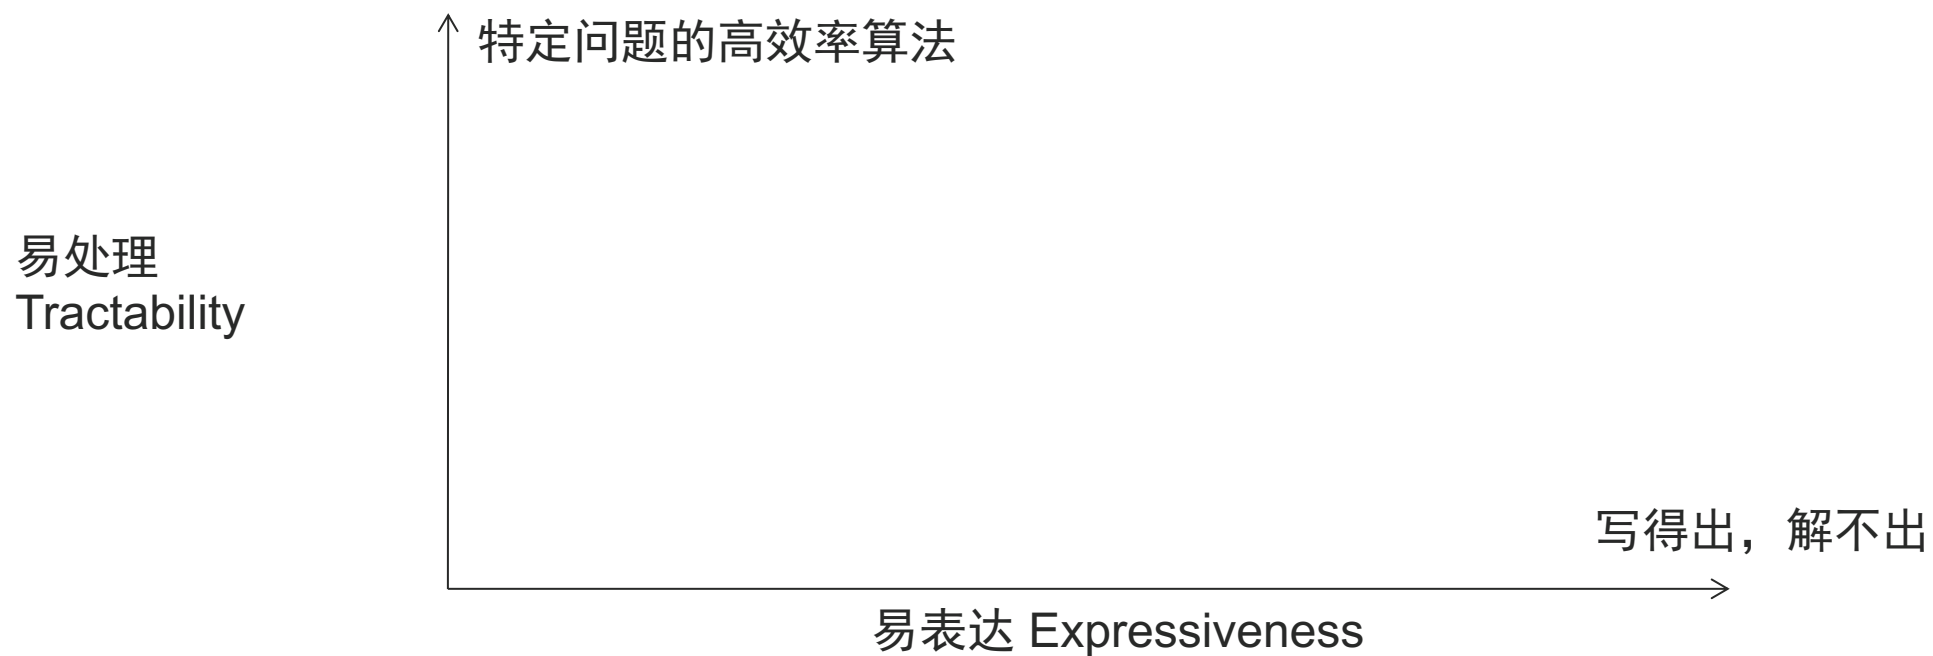 特定问题的高效率算法
易处理
Tractability
写得出，解不出
易表达 Expressiveness